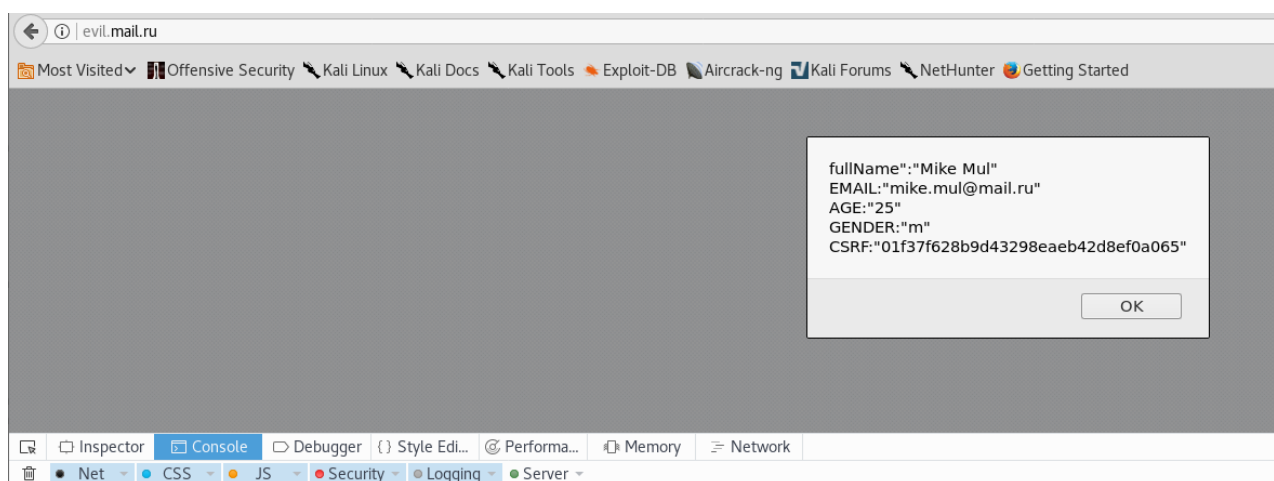 evil.mail.ru
Most Visited Offensive Security Kali Linux Kali Docs Kali Tools Exploit-DB Aircrack-ng Kali Forums NetHunter Getting Started
fullName":"Mike Mul"
EMAIL:"mike.mul@mail.ru"
AGE:"25"
GENDER:"m"
CSRF:"01f37f628b9d43298eaeb42d8ef0a065"
OK
Inspector Console Debugger {} Style Edi... Performa... Memory Network
Net CSS JS Security Logging Server